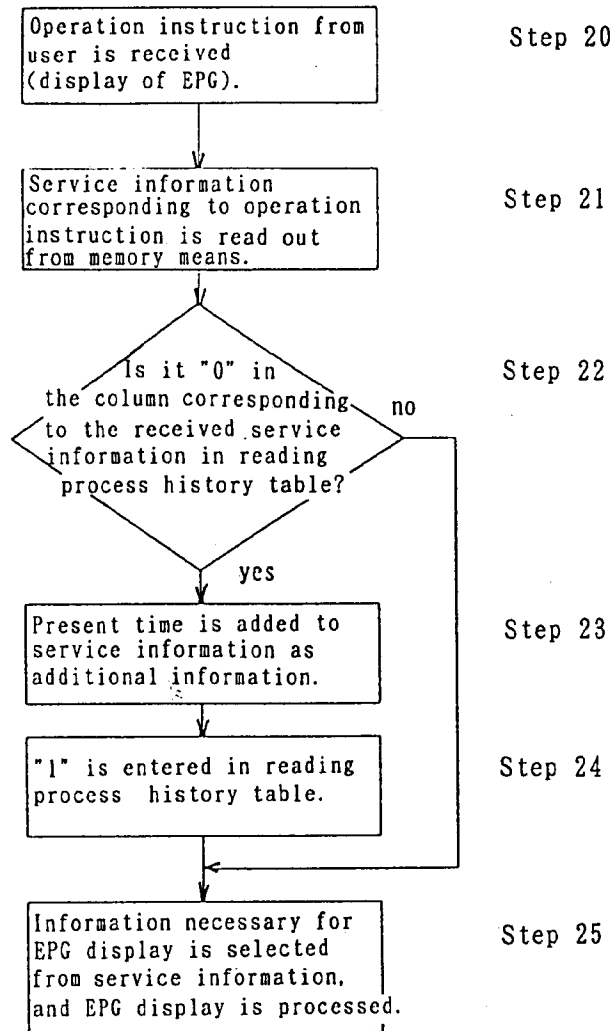 Operation instruction from
user is received
(display of EPG).
Step 20
Service information
corresponding to operation
instruction is read out
from memory means.
Step 21
Is it "0" in
the column corresponding
to the received service
information in reading
process history table?
Step 22
no
yes
Present time is added to
service information as
additional information.
Step 23
"1" is entered in reading
process history table.
Step 24
Information necessary for
EPG display is selected
from service information,
and EPG display is processed.
Step 25